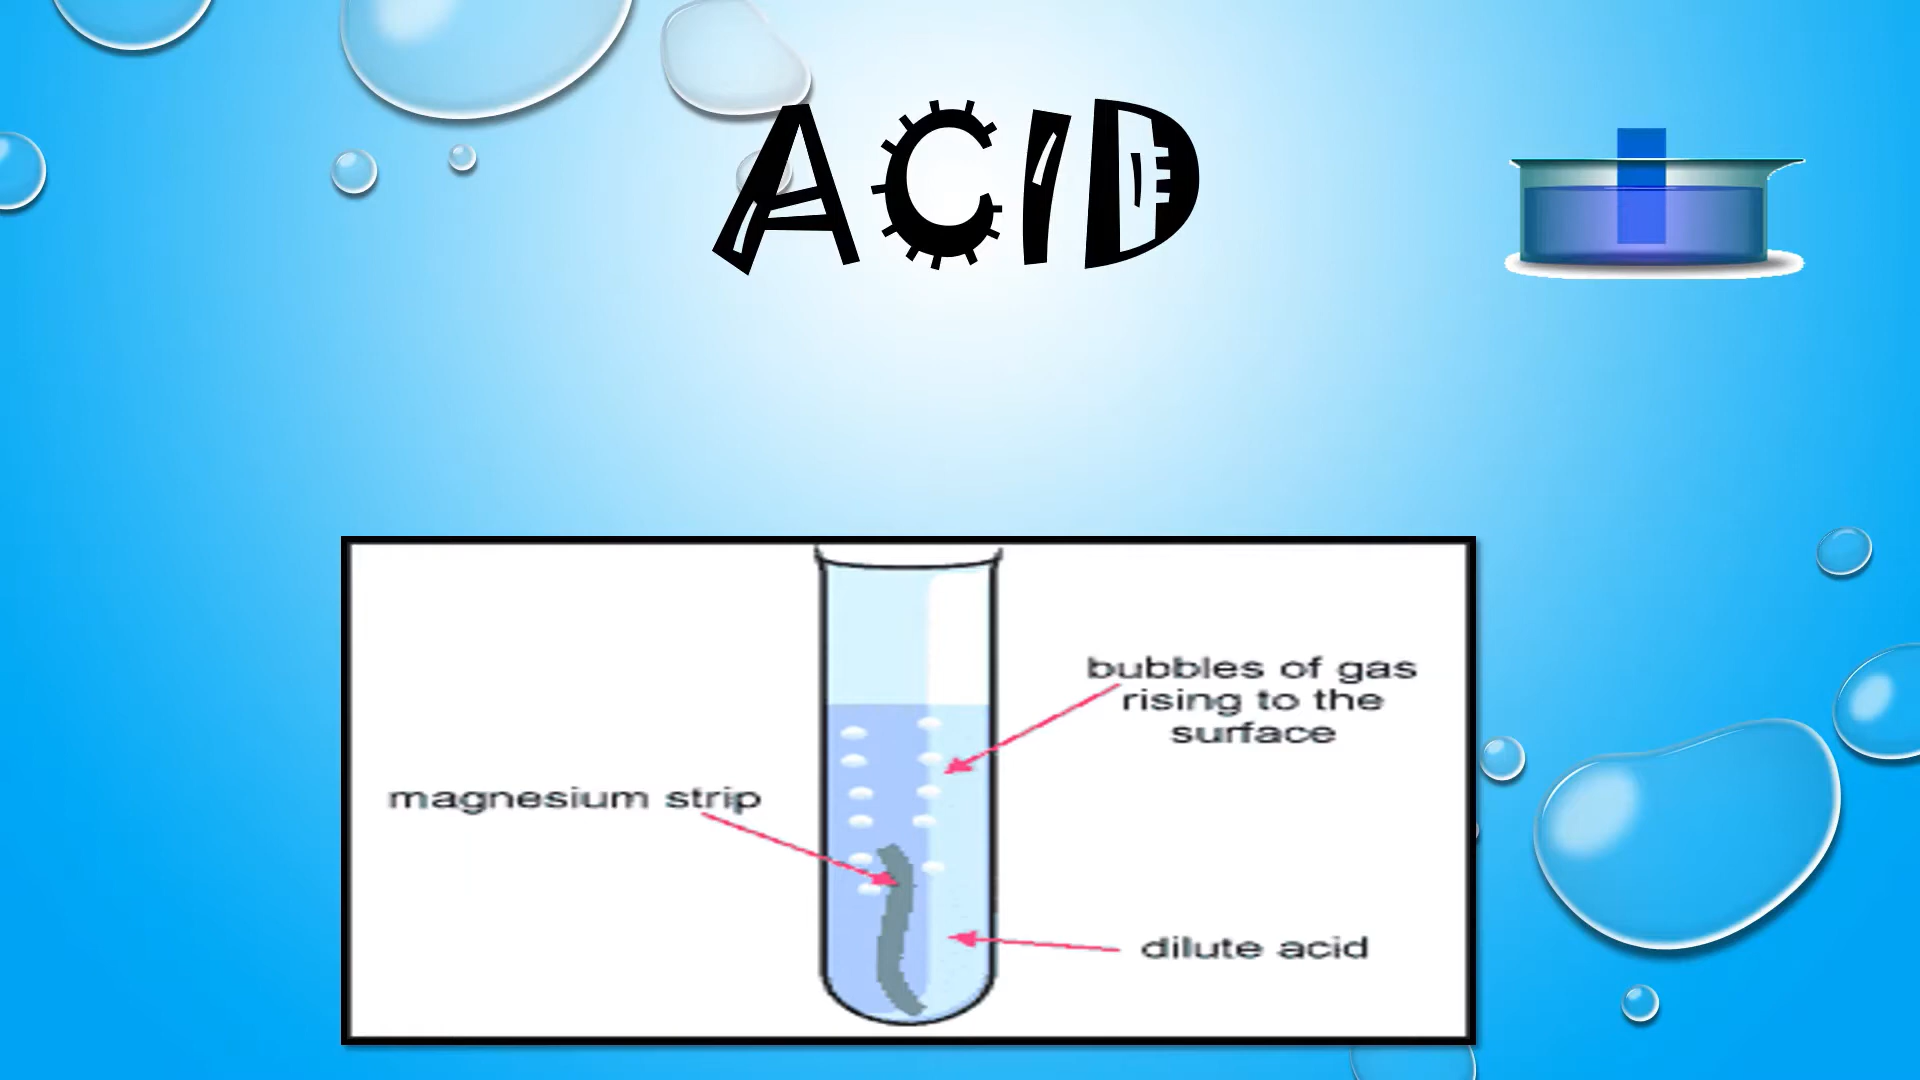 ACID
bubbles of gas
rising to the
surface
magnesium strip
dilute acid